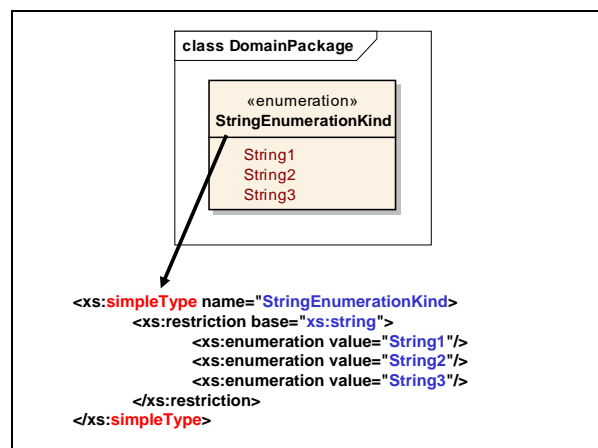 class DomainPackage
«enumeration»
StringEnumerationKind
String1
String2
String3
<xs:simpleType name="StringEnumerationKind>
<xs:restriction base="xs:string">
<xs:enumeration value="String1"/>
<xs:enumeration value="String2"/>
<xs:enumeration value="String3"/>
</xs:restriction>
</xs:simpleType>